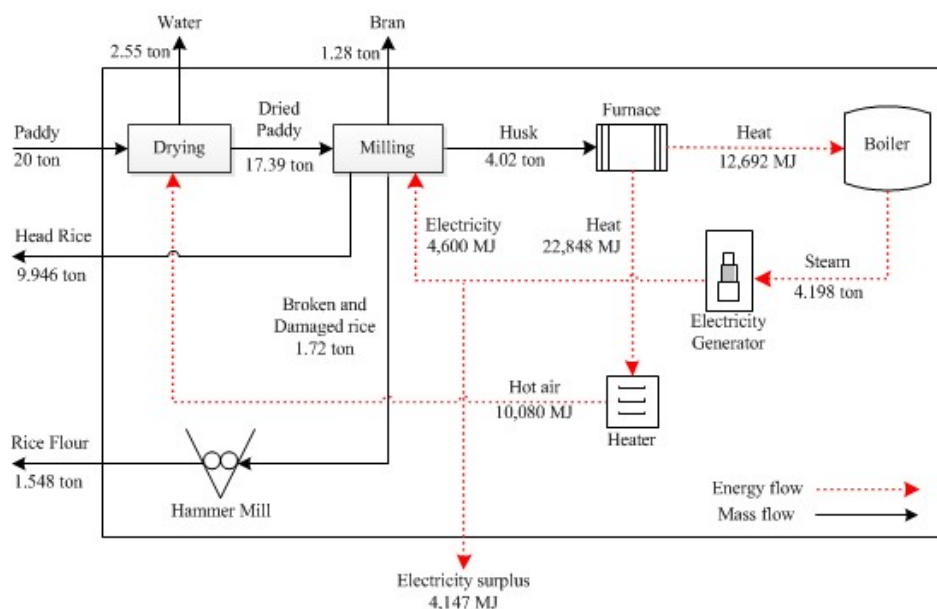 Water
2.55 ton
Bran
1.28 ton
Paddy
20 ton
Drying
Dried
Paddy
17.39 ton
Milling
Husk
4.02 ton
Furnace
Heat
12,692 MJ
Boiler
Head Rice
9.946 ton
Electricity
4,600 MJ
Heat
22,848 MJ
Steam
4.198 ton
Electricity
Generator
Broken and
Damaged rice
1.72 ton
Hot air
10,080 MJ
Heater
Rice Flour
1.548 ton
Hammer Mill
Energy flow
Mass flow
Electricity surplus
4,147 MJ